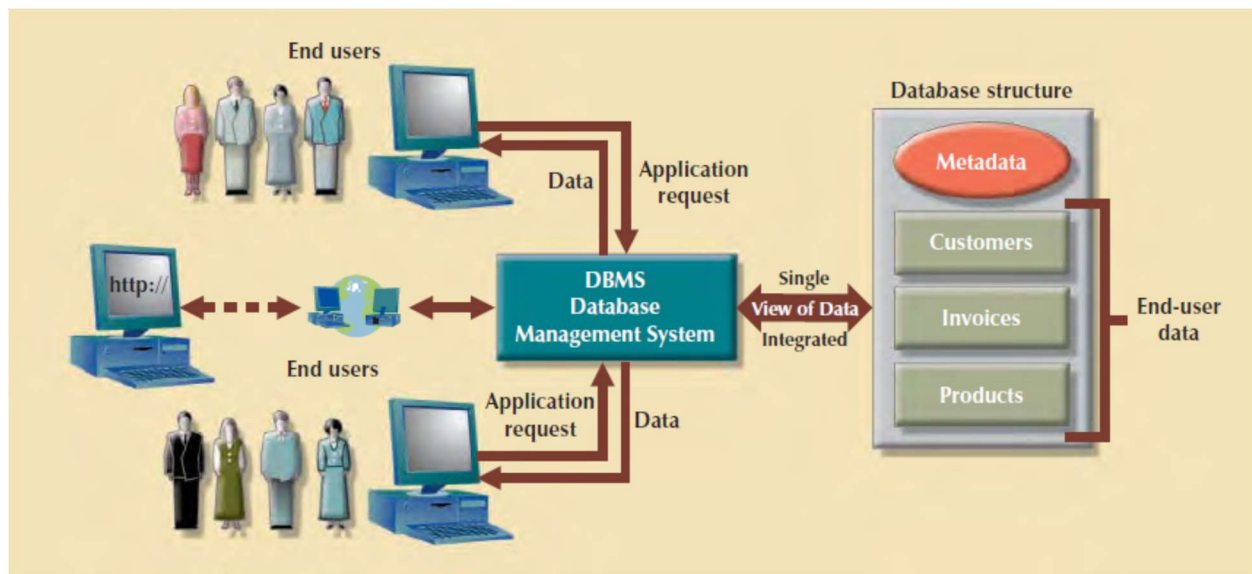 End users
Database structure
Metadata
Data
Application
request
Customers
http://
DBMS
Database
Management System
Single
View of Data
Integrated
Invoices
End-user
data
End users
Application
request
Data
Products